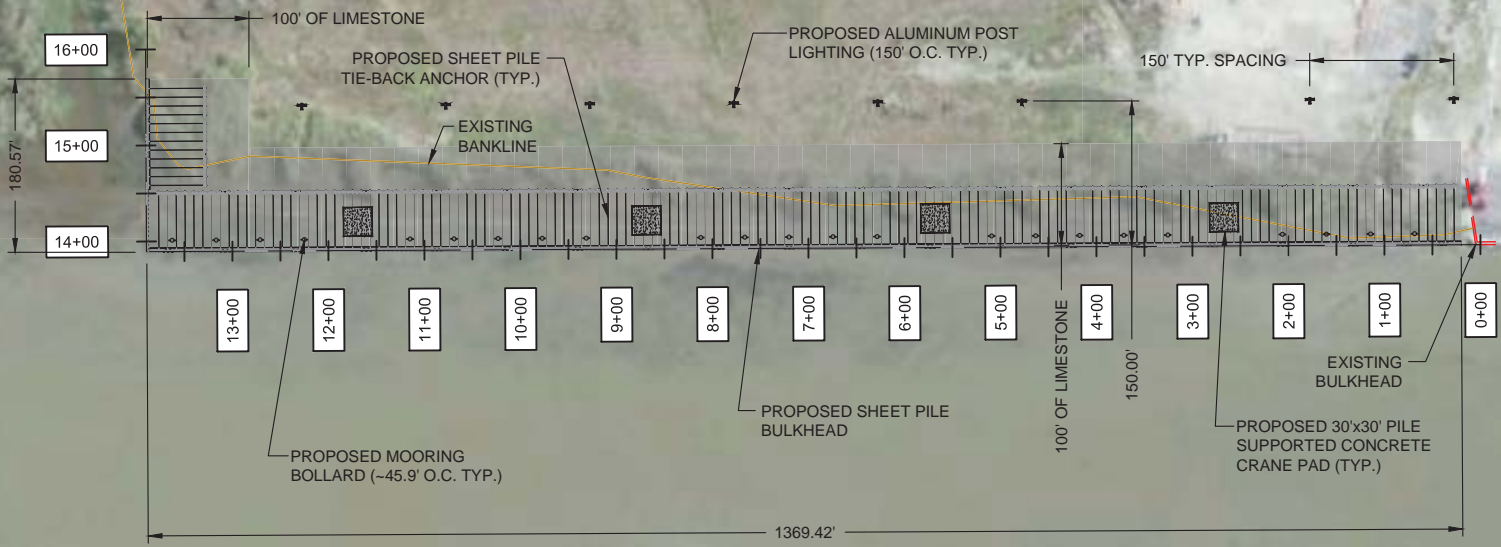 100' OF LIMESTONE
16+00
PROPOSED SHEET PILE
TIE-BACK ANCHOR (TYP.)
PROPOSED ALUMINUM POST
LIGHTING (150' O.C. TYP.)
150' TYP. SPACING
EXISTING
BANKLINE
15+00
180.57'
14+00
13+00
12+00
11+00
10+00
9+00
8+00
7+00
6+00
5+00
4+00
3+00
2+00
1+00
0+00
100' OF LIMESTONE
150.00'
EXISTING
BULKHEAD
PROPOSED SHEET PILE
BULKHEAD
PROPOSED 30'x30' PILE
SUPPORTED CONCRETE
CRANE PAD (TYP.)
PROPOSED MOORING
BOLLARD (~45.9' O.C. TYP.)
1369.42'